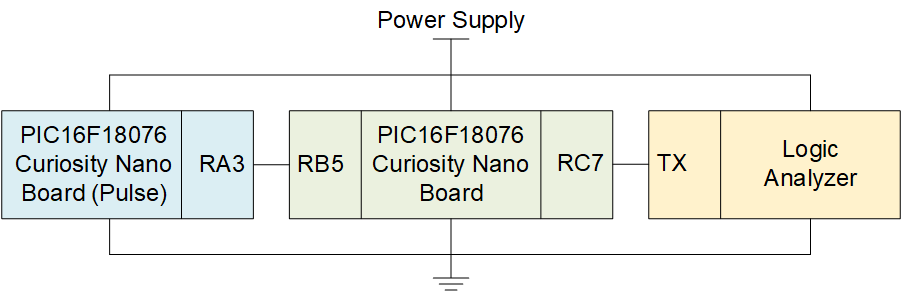 Power Supply
PIC16F18076
Curiosity Nano
Board (Pulse)
RA3
RB5
PIC16F18076
Curiosity Nano
Board
RC7
TX
Logic
Analyzer